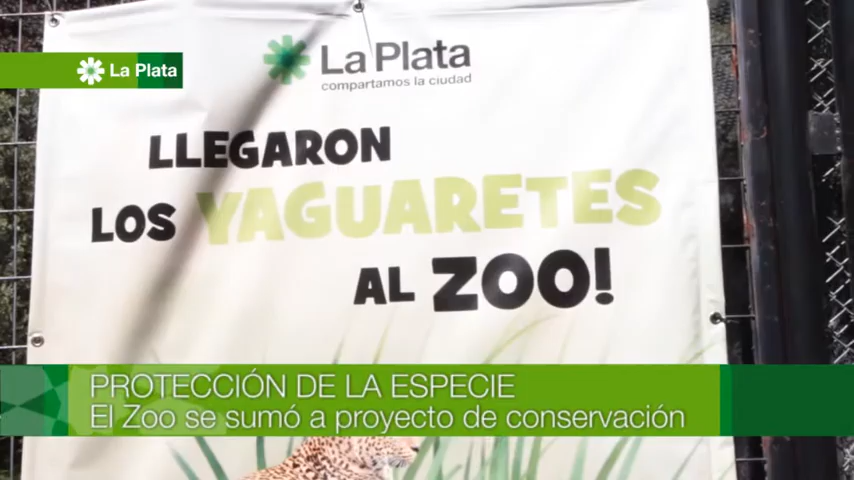 La Plata
La Plata
compartamos la ciudad
LLEGARON
LOS YAGUARETES
AL ZOO!
PROTECCIÓN DE LA ESPECIE
El Zoo se sumó a proyecto de conservación